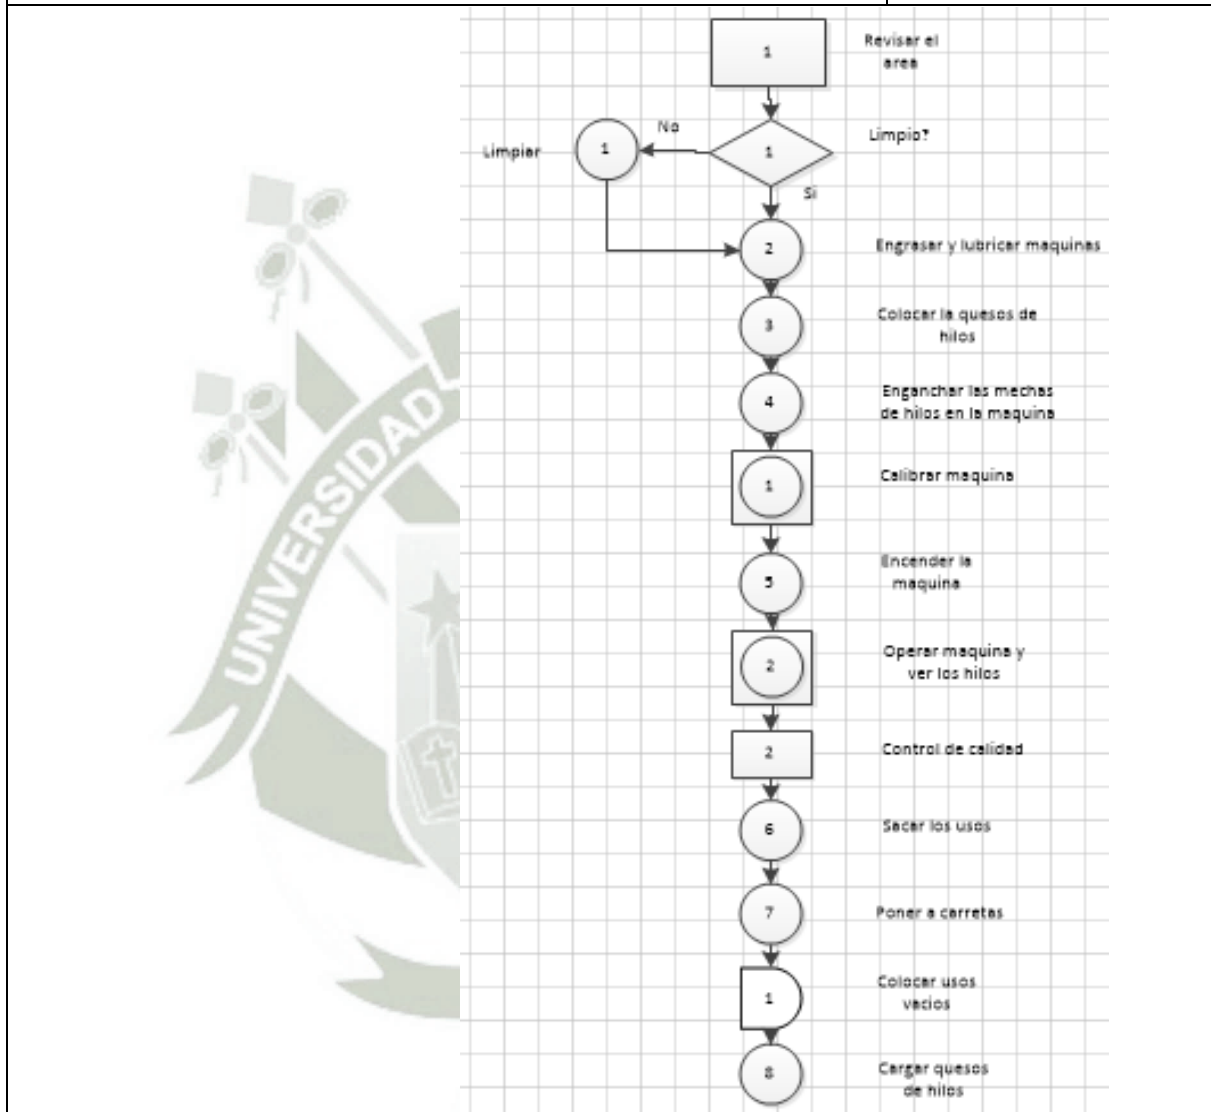 1
Revisar el
area
No
Limpio?
Limpiar
1
1
Si
2
Engrasar y lubricar maquinas
3
Colocar la quesos de
hilos
4
Enganchar las mechas
de hilos en la maquina
1
Calibrar maquina
5
Encender la
maquina
2
Operar maquina y
ver los hilos
2
Control de calidad
6
Sacar los usos
7
Poner a carretas
1
Colocar usos
vacios
8
Cargar quesos
de hilos
UNIVERSIDAD